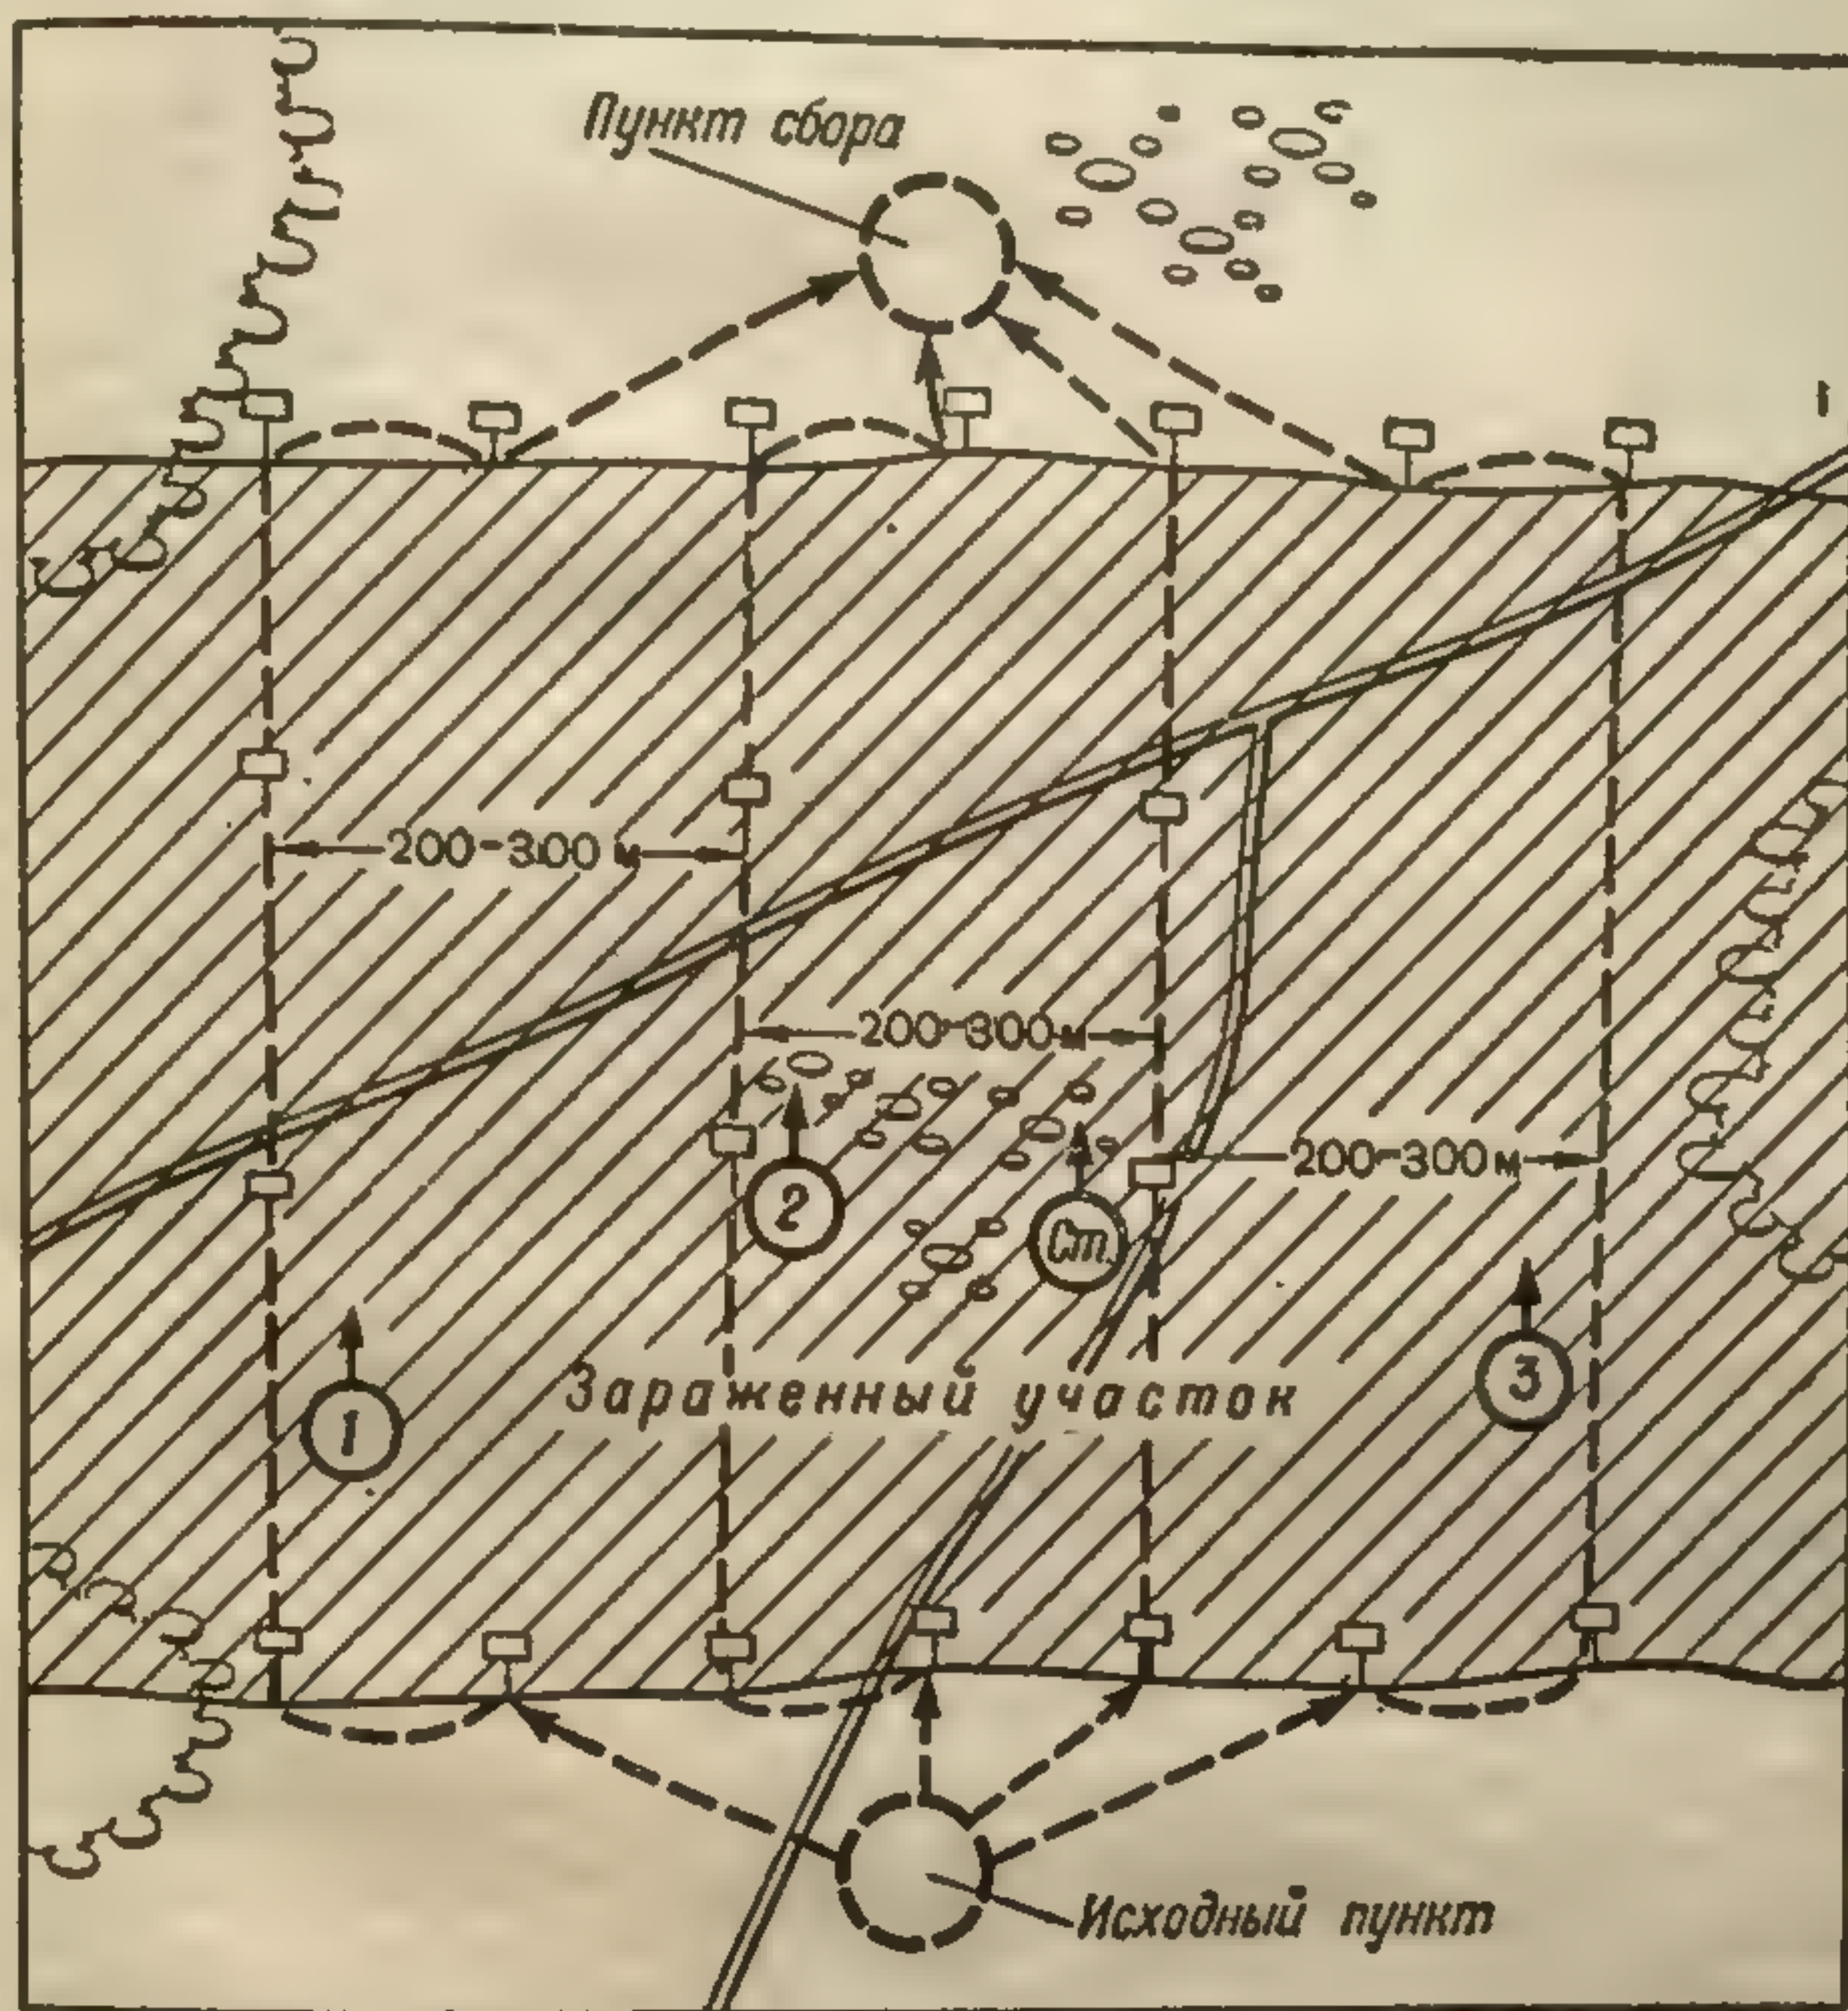 Пункт сбора
200-300 м
200-300 м
200-300 м
2
Ст.
1
3
Зараженный участок
Исходный пункт